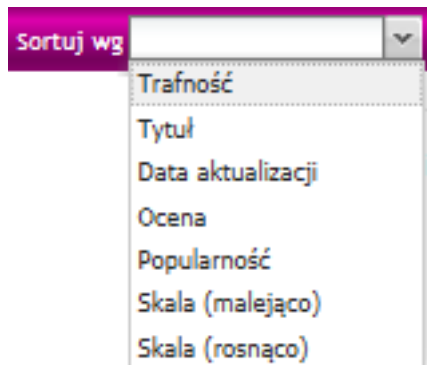 Sortuj wg
Trafność
Tytuł
Data aktualizacji
Ocena
Popularność
Skala (malejąco)
Skala (rosnąco)